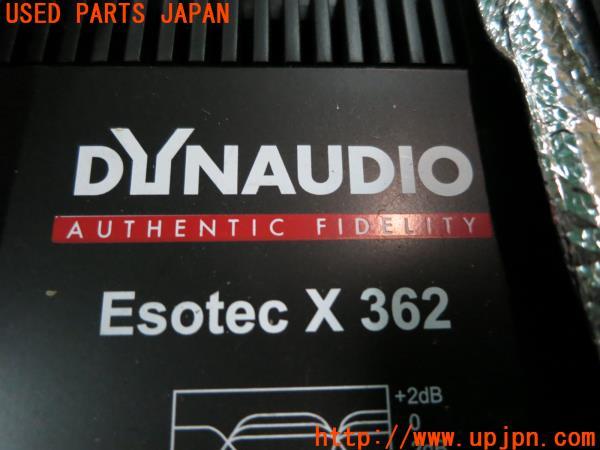 USED PARTS JAPAN
DYNAUDIO
AUTHENTIC FIDELITY
Esotec X 362
+2dB
0
http://www.upjpn.com